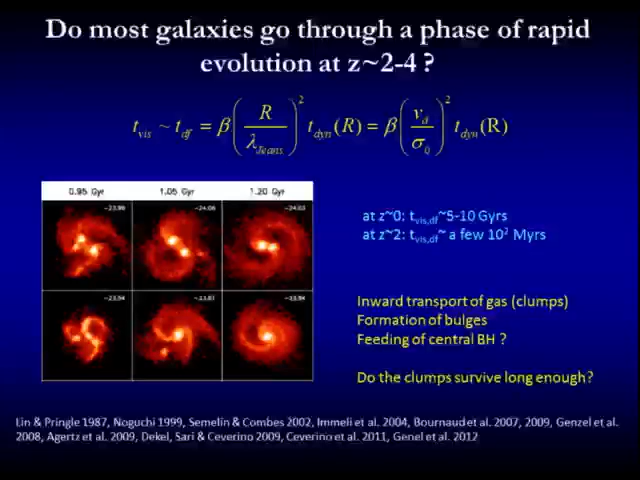 Do most galaxies go through a phase of rapid
evolution at z~2-4 ?
t_vis ~ t_df = β(R/λ_Jeans)² t_dyn(R) = β(v_d/σ_0)² t_dyn(R)
0.95 Gyr 1.05 Gyr 1.20 Gyr
at z~0: t_vis,df~5-10 Gyrs
at z~2: t_vis,df~ a few 10² Myrs
Inward transport of gas (clumps)
Formation of bulges
Feeding of central BH ?
Do the clumps survive long enough?
Lin & Pringle 1987, Noguchi 1999, Semelin & Combes 2002, Immeli et al. 2004, Bournaud et al. 2007, 2009, Genzel et al.
2008, Agertz et al. 2009, Dekel, Sari & Ceverino 2009, Ceverino et al. 2011, Genel et al. 2012